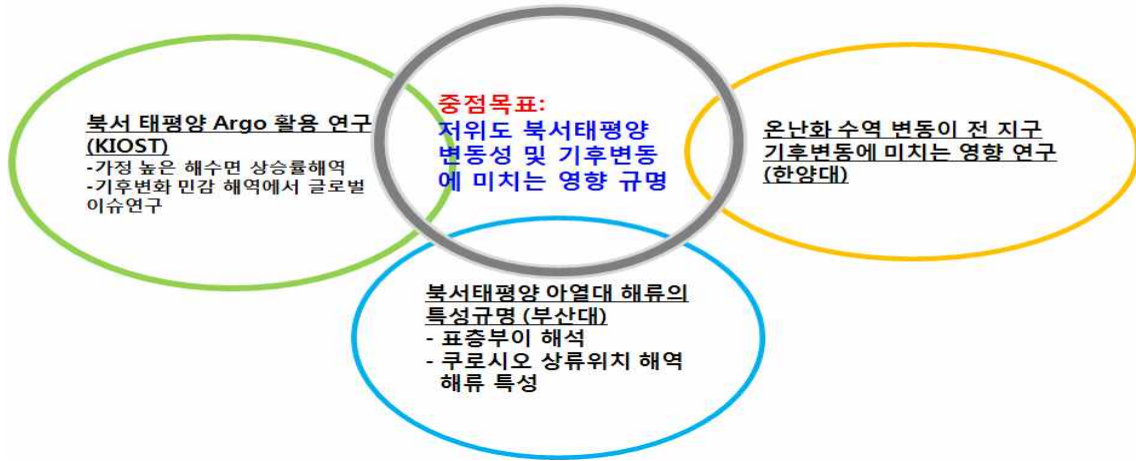 북서 태평양 Argo 활용 연구
(KIOST)
-가정 높은 해수면 상승률해역
-기후변화 민감 해역에서 글로벌
이슈연구
중점목표:
저위도 북서태평양
변동성 및 기후변동
에 미치는 영향 규명
온난화 수역 변동이 전 지구
기후변동에 미치는 영향 연구
(한양대)
북서태평양 아열대 해류의
특성규명 (부산대)
- 표층부이 해석
- 쿠로시오 상류위치 해역
해류 특성